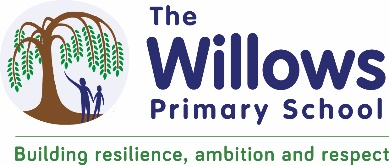 The
Willows
Primary School
Building resilience, ambition and respect